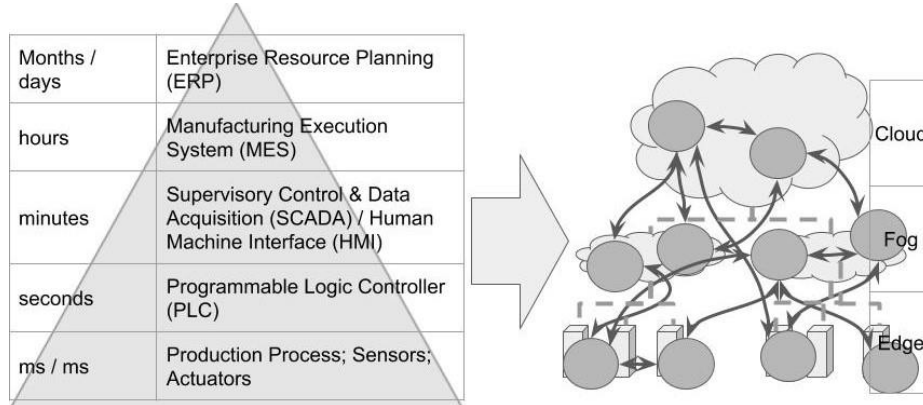 Months /
days
Enterprise Resource Planning
(ERP)
hours
Manufacturing Execution
System (MES)
minutes
Supervisory Control & Data
Acquisition (SCADA) / Human
Machine Interface (HMI)
seconds
Programmable Logic Controller
(PLC)
ms / ms
Production Process; Sensors;
Actuators
Cloud
Fog
Edge